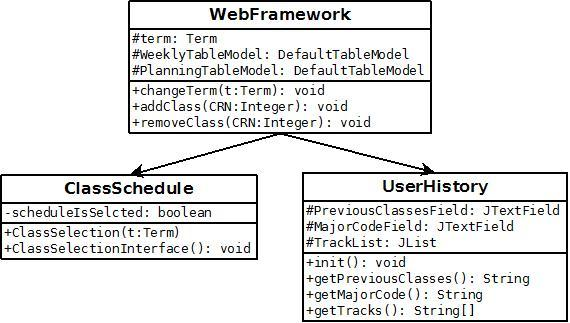 WebFramework
#term: Term
#WeeklyTableModel: DefaultTableModel
#PlanningTableModel: DefaultTableModel
+changeTerm(t:Term): void
+addClass(CRN:Integer): void
+removeClass(CRN:Integer): void
ClassSchedule
-scheduleIsSelcted: boolean
+ClassSelection(t:Term)
+ClassSelectionInterface(): void
UserHistory
#PreviousClassesField: JTextField
#MajorCodeField: JTextField
#TrackList: JList
+init(): void
+getPreviousClasses(): String
+getMajorCode(): String
+getTracks(): String[]